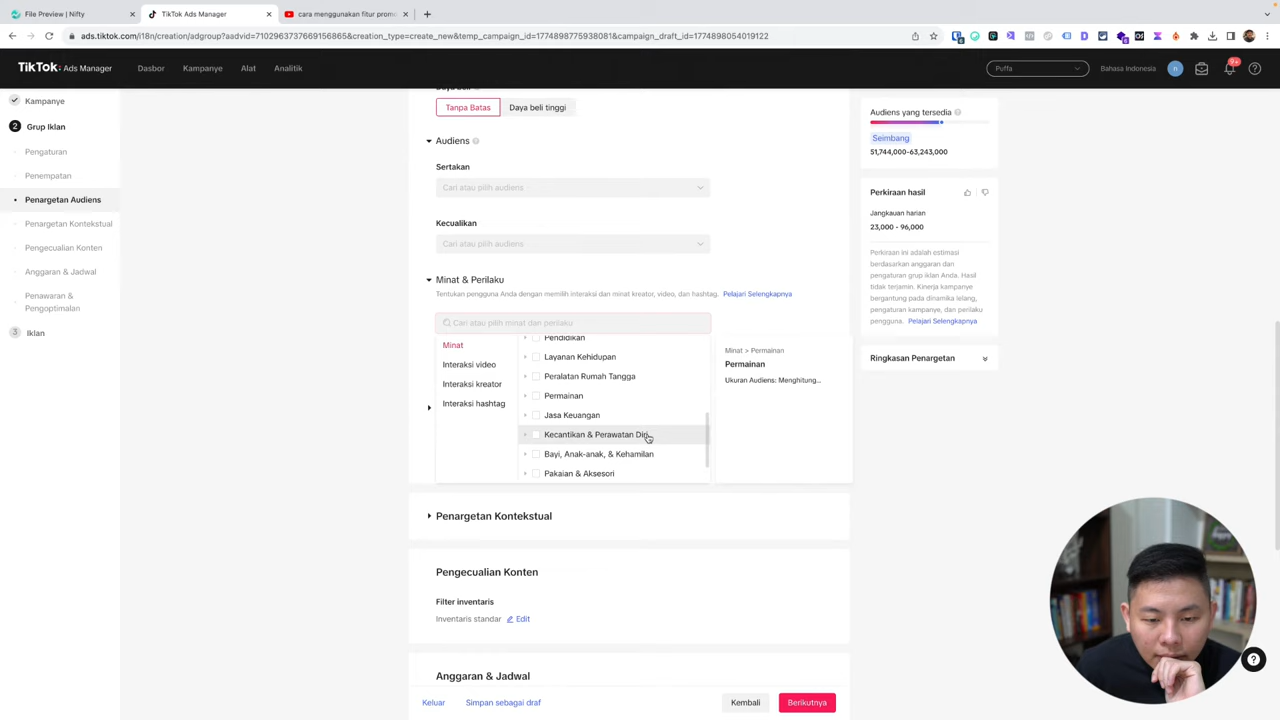 File Preview | Nifty
TikTok Ads Manager
cara menggunakan fitur prom
ads.tiktok.com/i18n/creation/adgroup?aadvid=7102963737669156865&creation_type=create_new&temp_campaign_id=1774898775938081&campaign_draft_id=1774898054019122
TikTok: Ads Manager
Dasbor
Kampanye
Alat
Analitik
Puffa
Bahasa Indonesia
n
9+
Kampanye
2 Grup Iklan
Pengaturan
Penempatan
Penargetan Audiens
Penargetan Kontekstual
Pengecualian Konten
Anggaran & Jadwal
Penawaran &
Pengoptimalan
3 Iklan
Tanpa Batas
Daya beli tinggi
Audiens
Sertakan
Cari atau pilih audiens
Kecualikan
Cari atau pilih audiens
Minat & Perilaku
Tentukan pengguna Anda dengan memilih interaksi dan minat kreator, video, dan hashtag. Pelajari Selengkapnya
Cari atau pilih minat dan perilaku
Minat
Interaksi video
Interaksi kreator
Interaksi hashtag
Pendidikan
Layanan Kehidupan
Peralatan Rumah Tangga
Permainan
Jasa Keuangan
Kecantikan & Perawatan Diri
Bayi, Anak-anak, & Kehamilan
Pakaian & Aksesori
Minat > Permainan
Permainan
Ukuran Audiens: Menghitung...
Penargetan Kontekstual
Pengecualian Konten
Filter inventaris
Inventaris standar
Edit
Anggaran & Jadwal
Keluar
Simpan sebagai draf
Kembali
Berikutnya
Audiens yang tersedia
Seimbang
51,744,000-63,243,000
Perkiraan hasil
Jangkauan harian
23,000 - 96,000
Perkiraan ini adalah estimasi
berdasarkan anggaran dan
pengaturan grup iklan Anda. Hasil
tidak terjamin. Kinerja kampanye
bergantung pada dinamika lelang,
pengaturan kampanye, dan perilaku
pengguna. Pelajari Selengkapnya
Ringkasan Penargetan